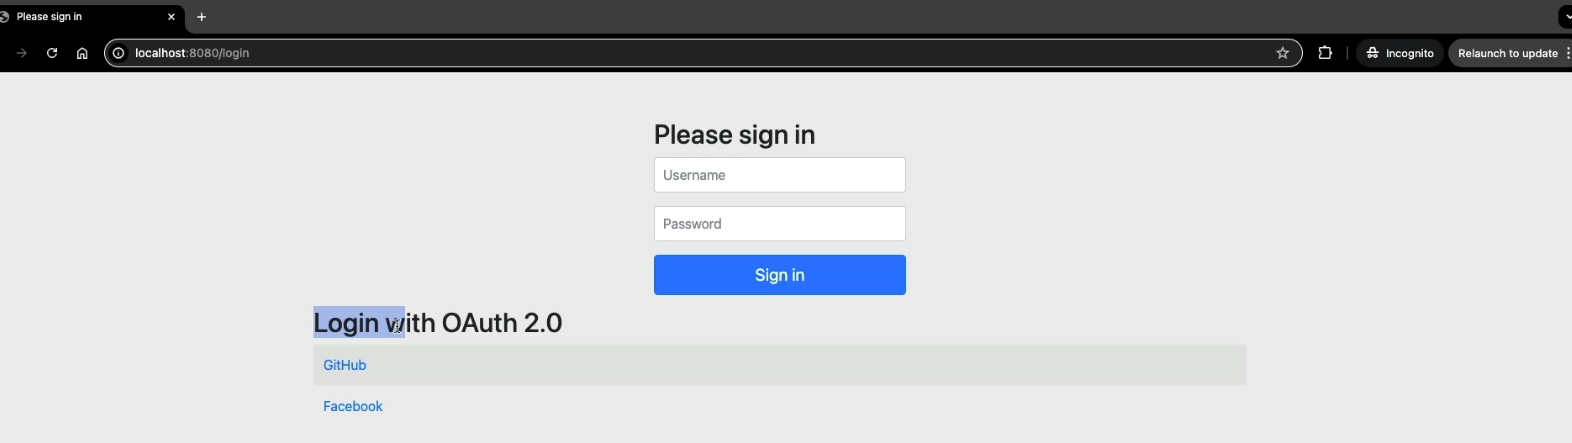 Please sign in
localhost:8080/login
Incognito
Relaunch to update
Please sign in
Username
Password
Sign in
Login with OAuth 2.0
GitHub
Facebook